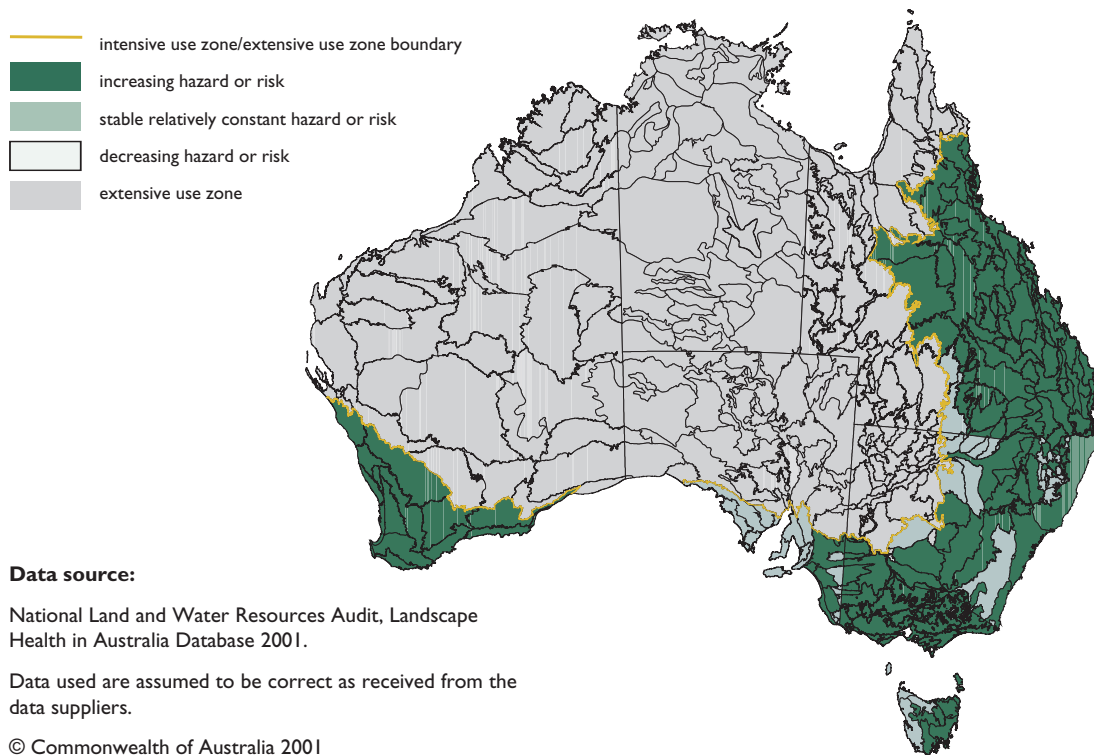 intensive use zone/extensive use zone boundary
increasing hazard or risk
stable relatively constant hazard or risk
decreasing hazard or risk
extensive use zone
Data source:
National Land and Water Resources Audit, Landscape
Health in Australia Database 2001.
Data used are assumed to be correct as received from the
data suppliers.
© Commonwealth of Australia 2001